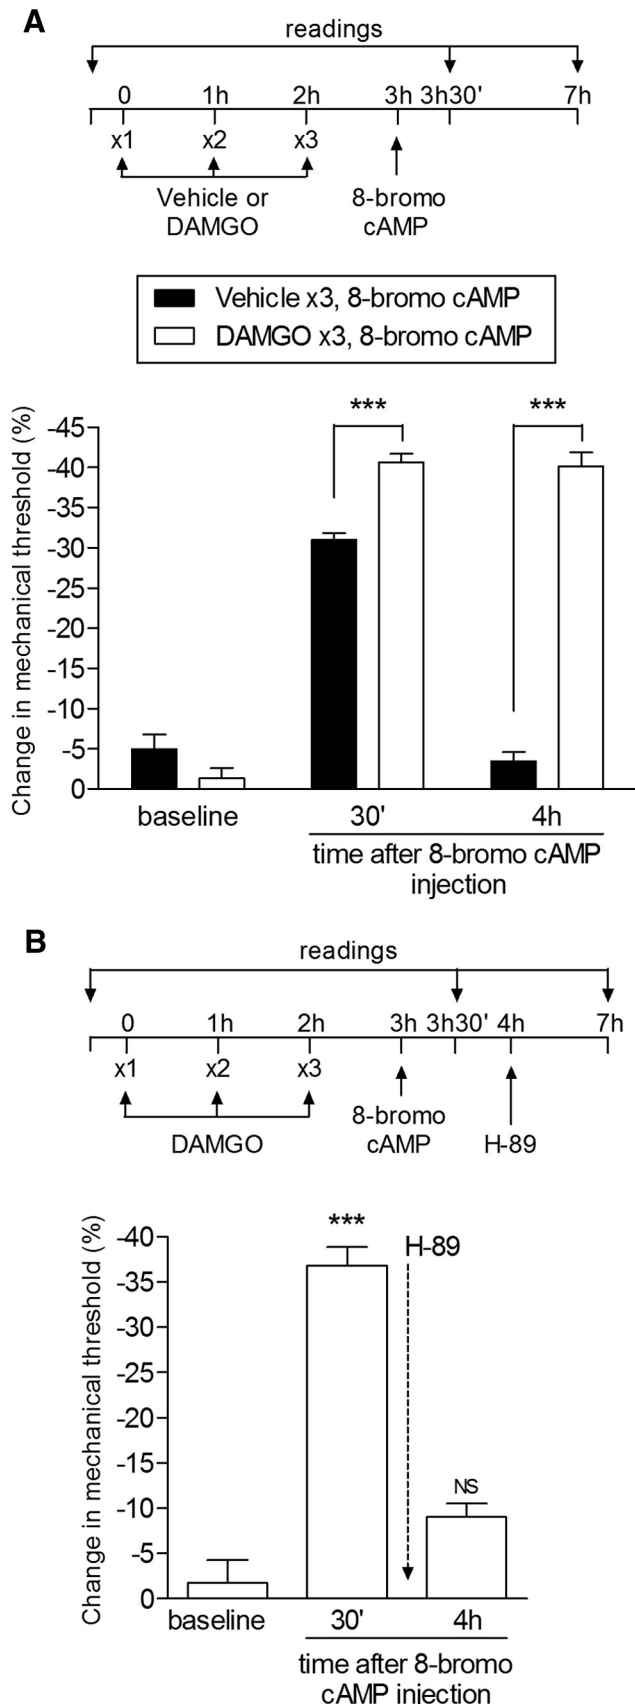 A
readings
0 1h 2h 3h 3h30' 7h
x1 x2 x3
Vehicle or
DAMGO
8-bromo
cAMP
Vehicle x3, 8-bromo cAMP
DAMGO x3, 8-bromo cAMP
Change in mechanical threshold (%)
-45
-40
-35
-30
-25
-20
-15
-10
-5
0
*** ***
baseline 30' 4h
time after 8-bromo cAMP
injection
B
readings
0 1h 2h 3h 3h30' 4h 7h
x1 x2 x3
DAMGO
8-bromo
cAMP
H-89
Change in mechanical threshold (%)
-40
-35
-30
-25
-20
-15
-10
-5
0
***
H-89
NS
baseline 30' 4h
time after 8-bromo
cAMP injection